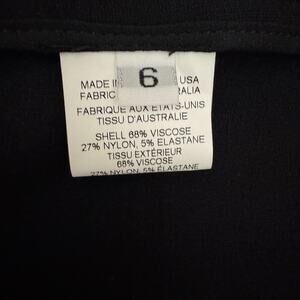 6
MADE IN USA
FABRIC RALIA
FABRIQUE AUX ETATS-UNIS
TISSU D'AUSTRALIE
SHELL 68% VISCOSE
27% NYLON, 5% ELASTANE
TISSU EXTÉRIEUR
68% VISCOSE
27% NYLON, 5% ELASTANE